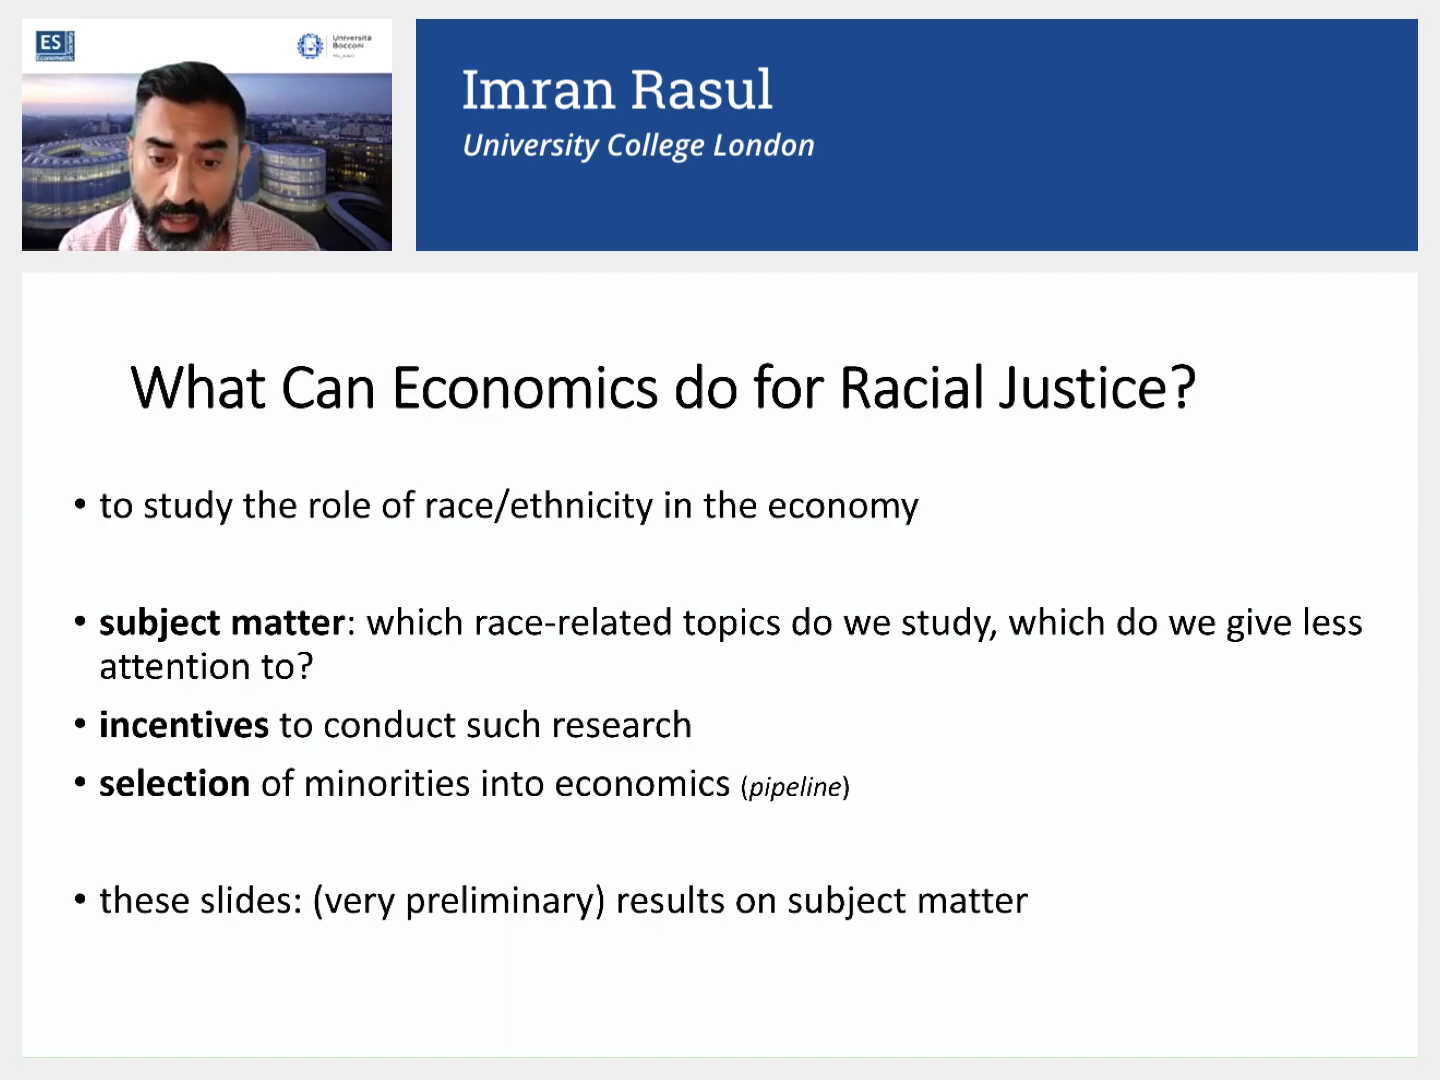 ES
Econometric
Society
Università
Bocconi
MILANO
Imran Rasul
University College London
What Can Economics do for Racial Justice?
• to study the role of race/ethnicity in the economy
• subject matter: which race-related topics do we study, which do we give less
attention to?
• incentives to conduct such research
• selection of minorities into economics (pipeline)
• these slides: (very preliminary) results on subject matter